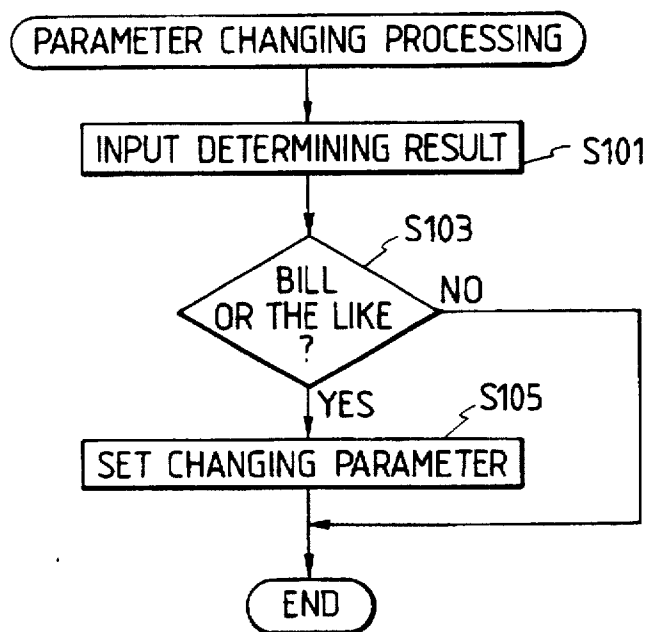 PARAMETER CHANGING PROCESSING
INPUT DETERMINING RESULT
S101
S103
BILL
OR THE LIKE
?
NO
YES
S105
SET CHANGING PARAMETER
END